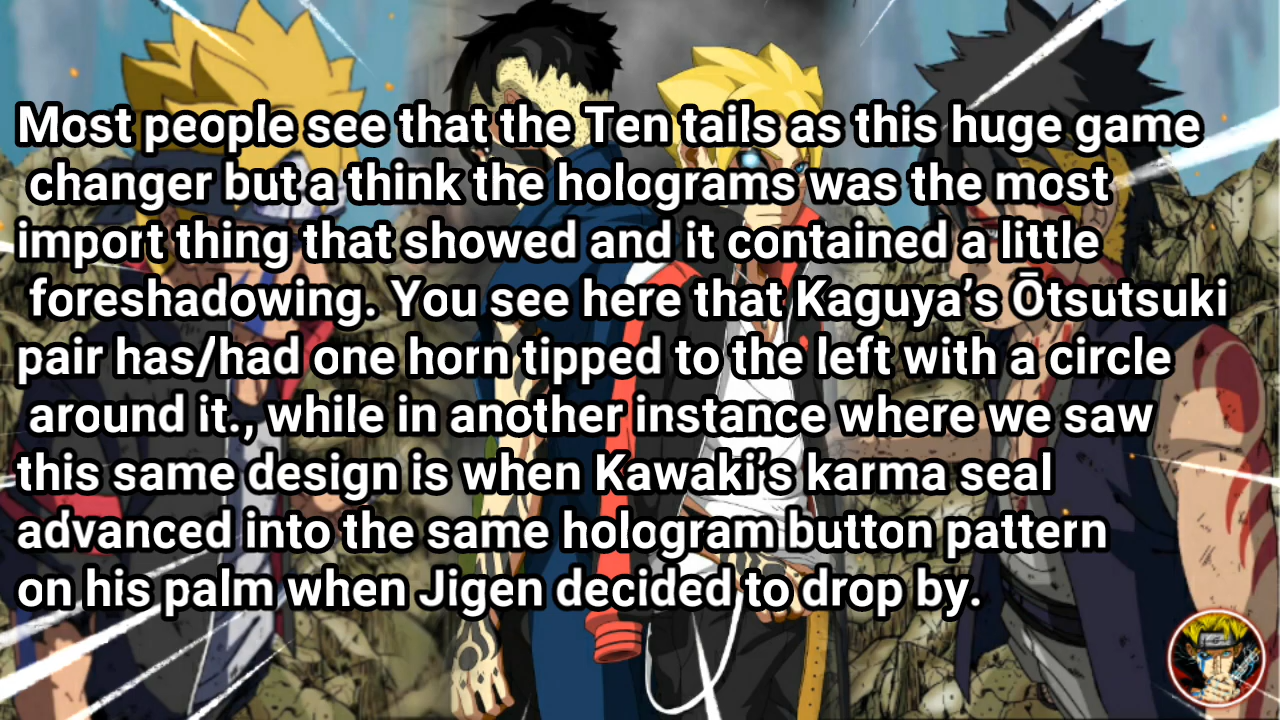 Most people see that the Ten tails as this huge game
changer but a think the holograms was the most
import thing that showed and it contained a little
foreshadowing. You see here that Kaguya’s Ōtsutsuki
pair has/had one horn tipped to the left with a circle
around it., while in another instance where we saw
this same design is when Kawaki’s karma seal
advanced into the same hologram button pattern
on his palm when Jigen decided to drop by.